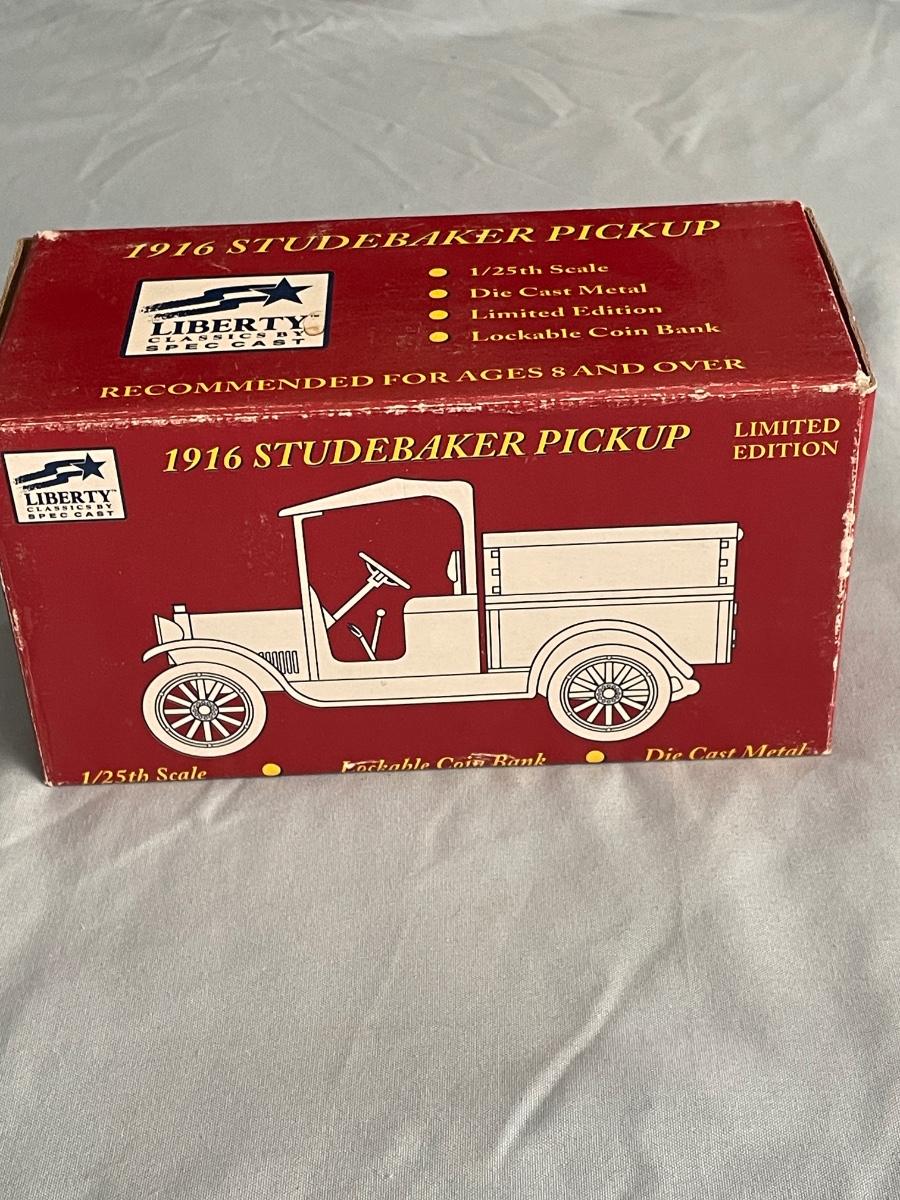 1916 STUDEBAKER PICKUP
LIBERTY™
CLASSICS BY
SPEC CAST
1/25th Scale
Die Cast Metal
Limited Edition
Lockable Coin Bank
RECOMMENDED FOR AGES 8 AND OVER
1916 STUDEBAKER PICKUP
LIMITED
EDITION
LIBERTY™
CLASSICS BY
SPEC CAST
1/25th Scale
Lockable Coin Bank
Die Cast Metal